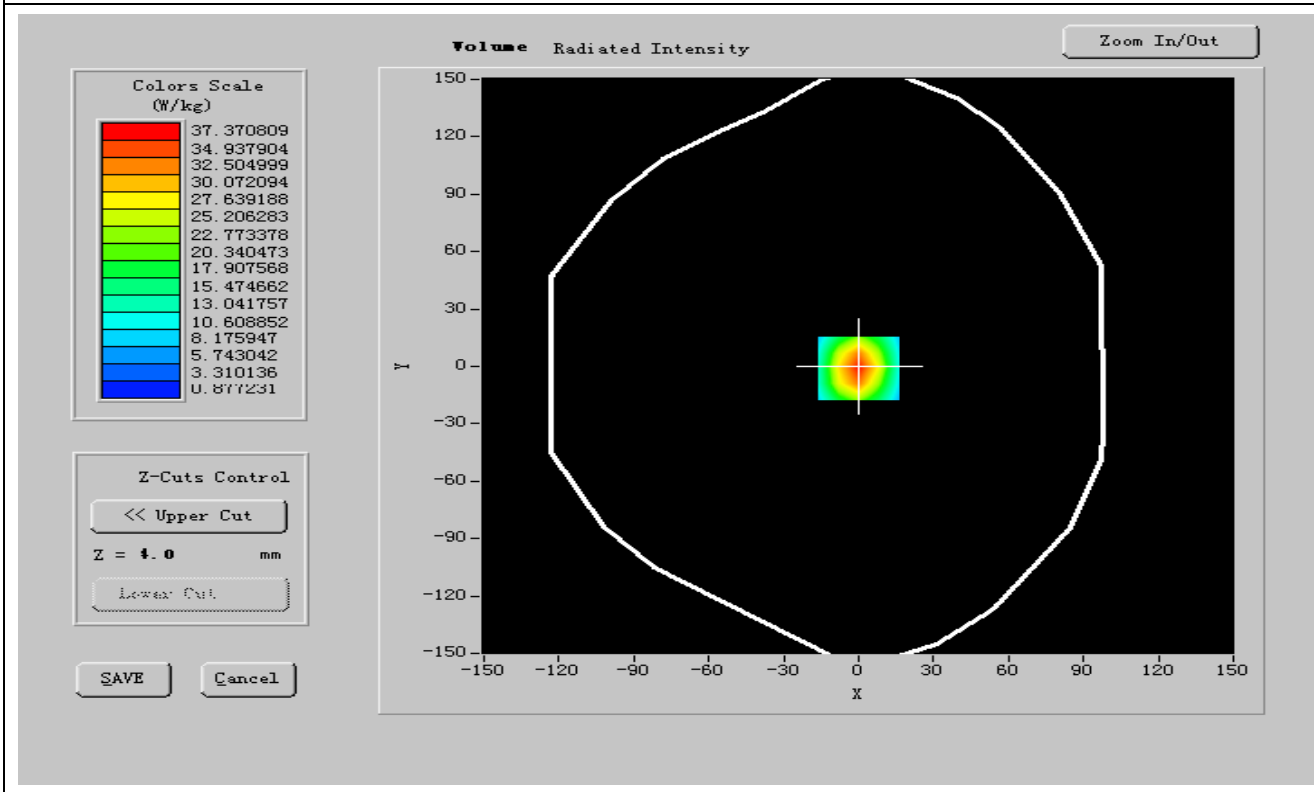 Volume Radiated Intensity
Zoom In/Out
Colors Scale
(W/kg)
37.370809
34.937904
32.504999
30.072094
27.639188
25.206283
22.773378
20.340473
17.907568
15.474662
13.041757
10.608852
8.175947
5.743042
3.310136
0.877231
Z-Cuts Control
<< Upper Cut
Z = 4.0 mm
Lower Cut
SAVE
Cancel
150
120
90
60
30
0
-30
-60
-90
-120
-150
Y
-150 -120 -90 -60 -30 0 30 60 90 120 150
X